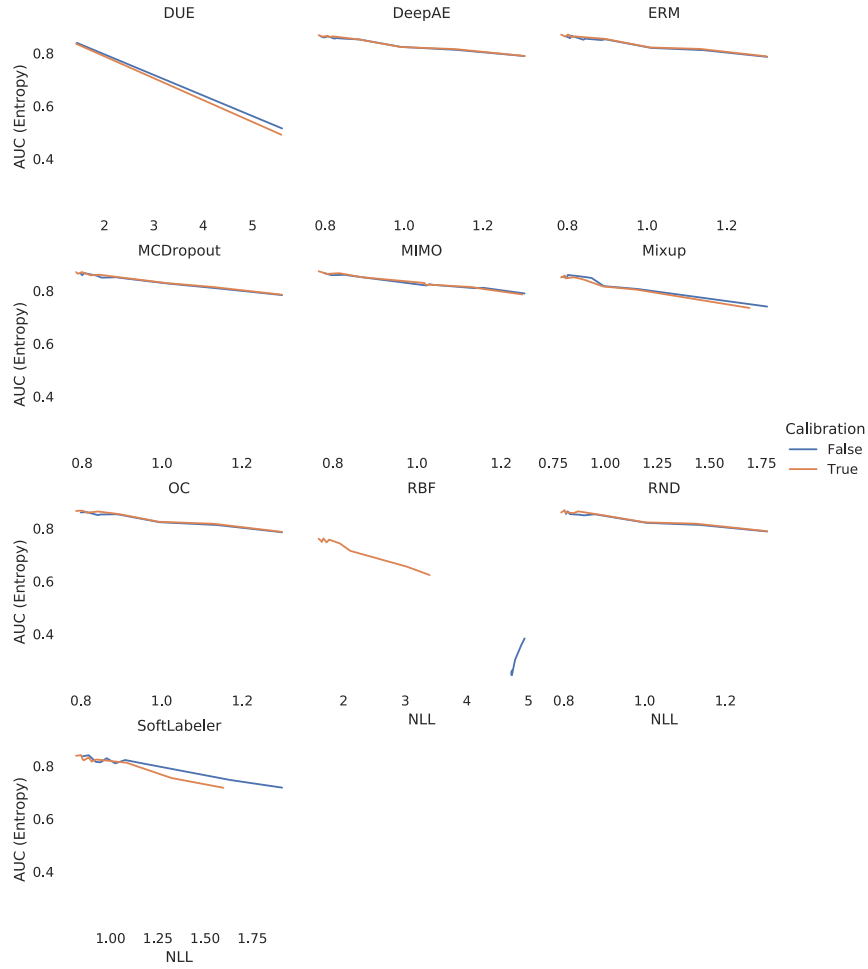 DUE DeepAE ERM
AUC (Entropy)
0.8
0.6
0.4
2 3 4 5 0.8 1.0 1.2 0.8 1.0 1.2
MCDropout MIMO Mixup
AUC (Entropy)
0.8
0.6
0.4
0.8 1.0 1.2 0.8 1.0 1.2 0.75 1.00 1.25 1.50 1.75
Calibration
False
True
OC RBF RND
AUC (Entropy)
0.8
0.6
0.4
0.8 1.0 1.2 2 3 4 5 0.8 1.0 1.2
NLL NLL
SoftLabeler
AUC (Entropy)
0.8
0.6
0.4
1.00 1.25 1.50 1.75
NLL